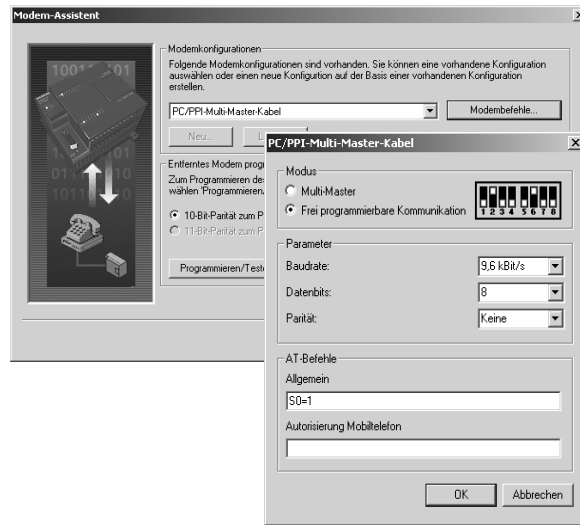 Modem-Assistent
Modemkonfigurationen
Folgende Modemkonfigurationen sind vorhanden. Sie können eine vorhandene Konfiguration
auswählen oder einen neue Konfigurtion auf der Basis einer vorhandenen Konfiguration
erstellen.
PC/PPI-Multi-Master-Kabel
Modembefehle...
Neu...
Entferntes Modem
Zum Programmieren
wählen 'Programmieren
10-Bit-Parität zum
11-Bit-Parität zum
Programmieren/
PC/PPI-Multi-Master-Kabel
Modus
Multi-Master
Frei programmierbare Kommunikation
1 2 3 4 5 6 7 8
Parameter
Baudrate:
9,6 kBit/s
Datenbits:
8
Parität:
Keine
AT-Befehle
Allgemein
S0=1
Autorisierung Mobiltelefon
OK
Abbrechen